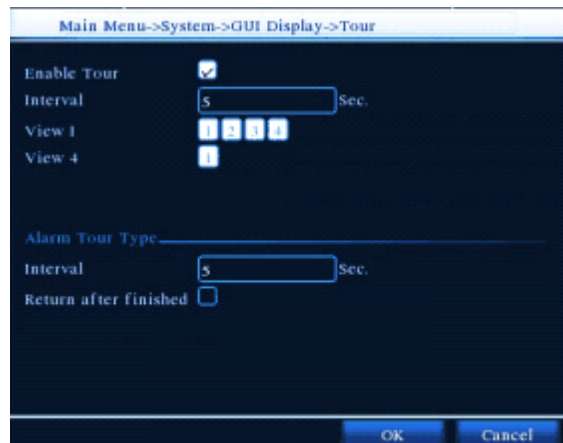 Main Menu->System->GUI Display->Tour
Enable Tour
Interval 5 Sec.
View 1 1 2 3 4
View 4 1
Alarm Tour Type
Interval 5 Sec.
Return after finished
OK Cancel